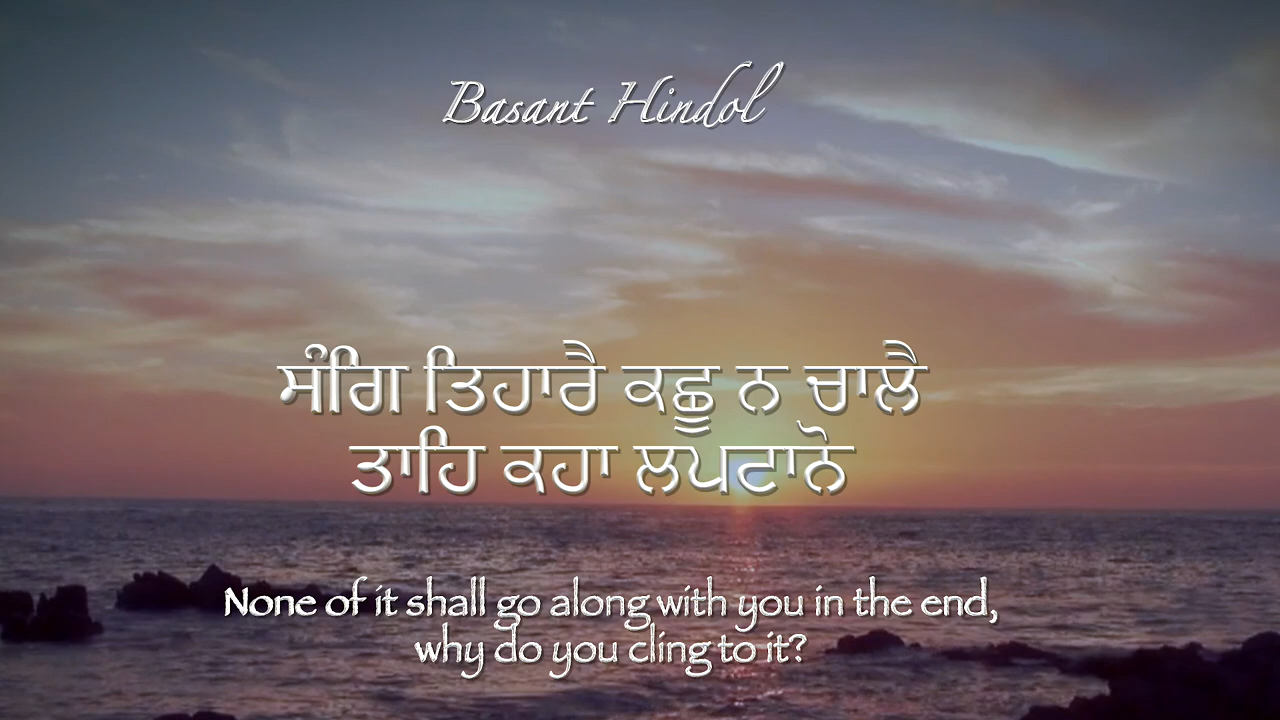 Basant Hindol
ਸੰਗਿ ਤਿਹਾਰੈ ਕਛੂ ਨ ਚਾਲੈ
ਤਾਹਿ ਕਹਾ ਲਪਟਾਨੋ
None of it shall go along with you in the end,
why do you cling to it?